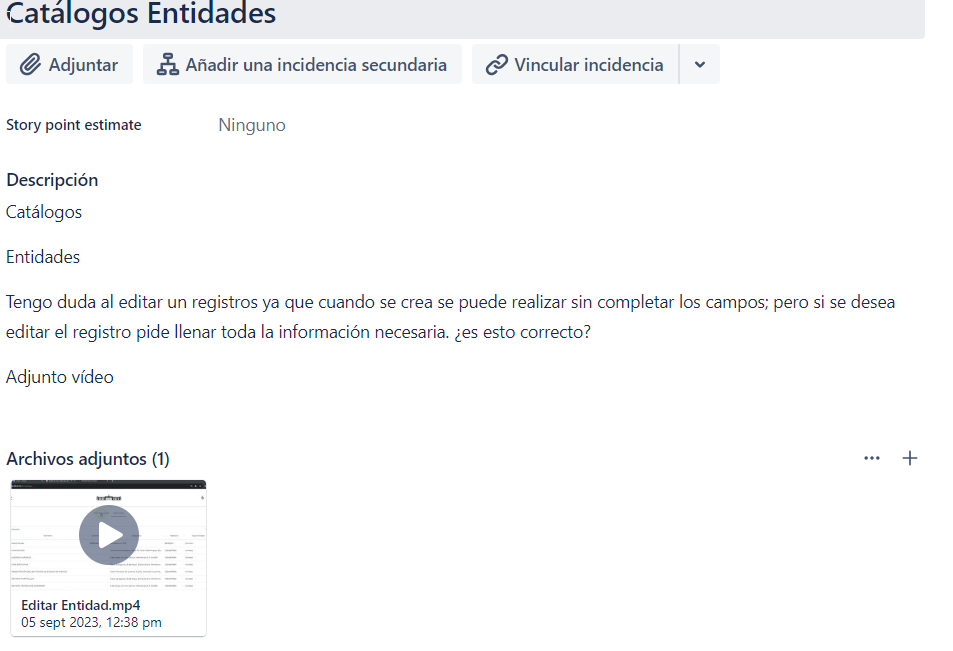 Catálogos Entidades
Adjuntar
Añadir una incidencia secundaria
Vincular incidencia
Story point estimate
Ninguno
Descripción
Catálogos
Entidades
Tengo duda al editar un registros ya que cuando se crea se puede realizar sin completar los campos; pero si se desea
editar el registro pide llenar toda la información necesaria. ¿es esto correcto?
Adjunto vídeo
Archivos adjuntos (1)
Editar Entidad.mp4
05 sept 2023, 12:38 pm